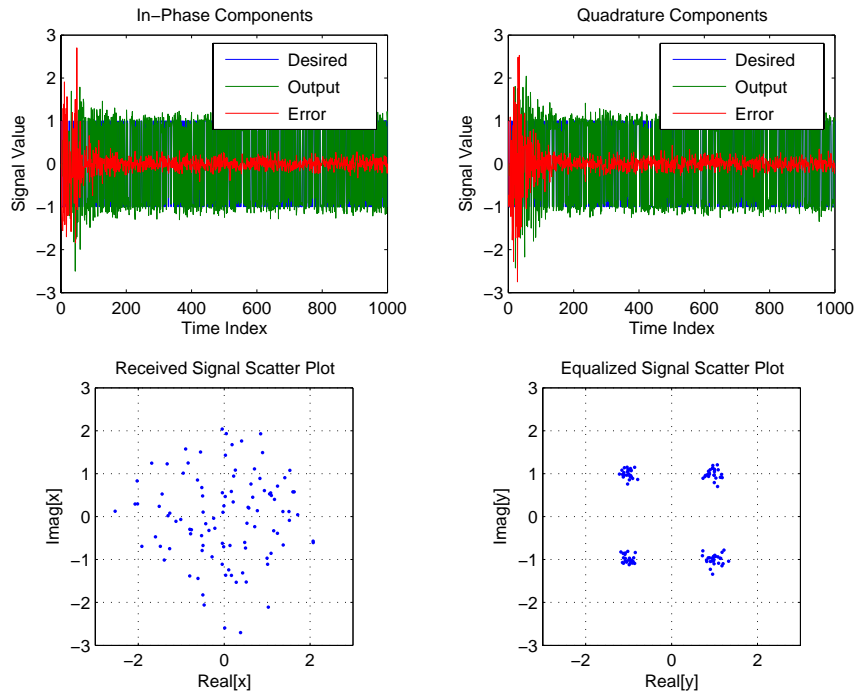 In−Phase Components
3
2
1
0
−1
−2
−3
Signal Value
Desired
Output
Error
0
200
400
600
800
1000
Time Index
Quadrature Components
3
2
1
0
−1
−2
−3
Signal Value
Desired
Output
Error
0
200
400
600
800
1000
Time Index
Received Signal Scatter Plot
3
2
1
0
−1
−2
−3
Imag[x]
−2
0
2
Real[x]
Equalized Signal Scatter Plot
3
2
1
0
−1
−2
−3
Imag[y]
−2
0
2
Real[y]